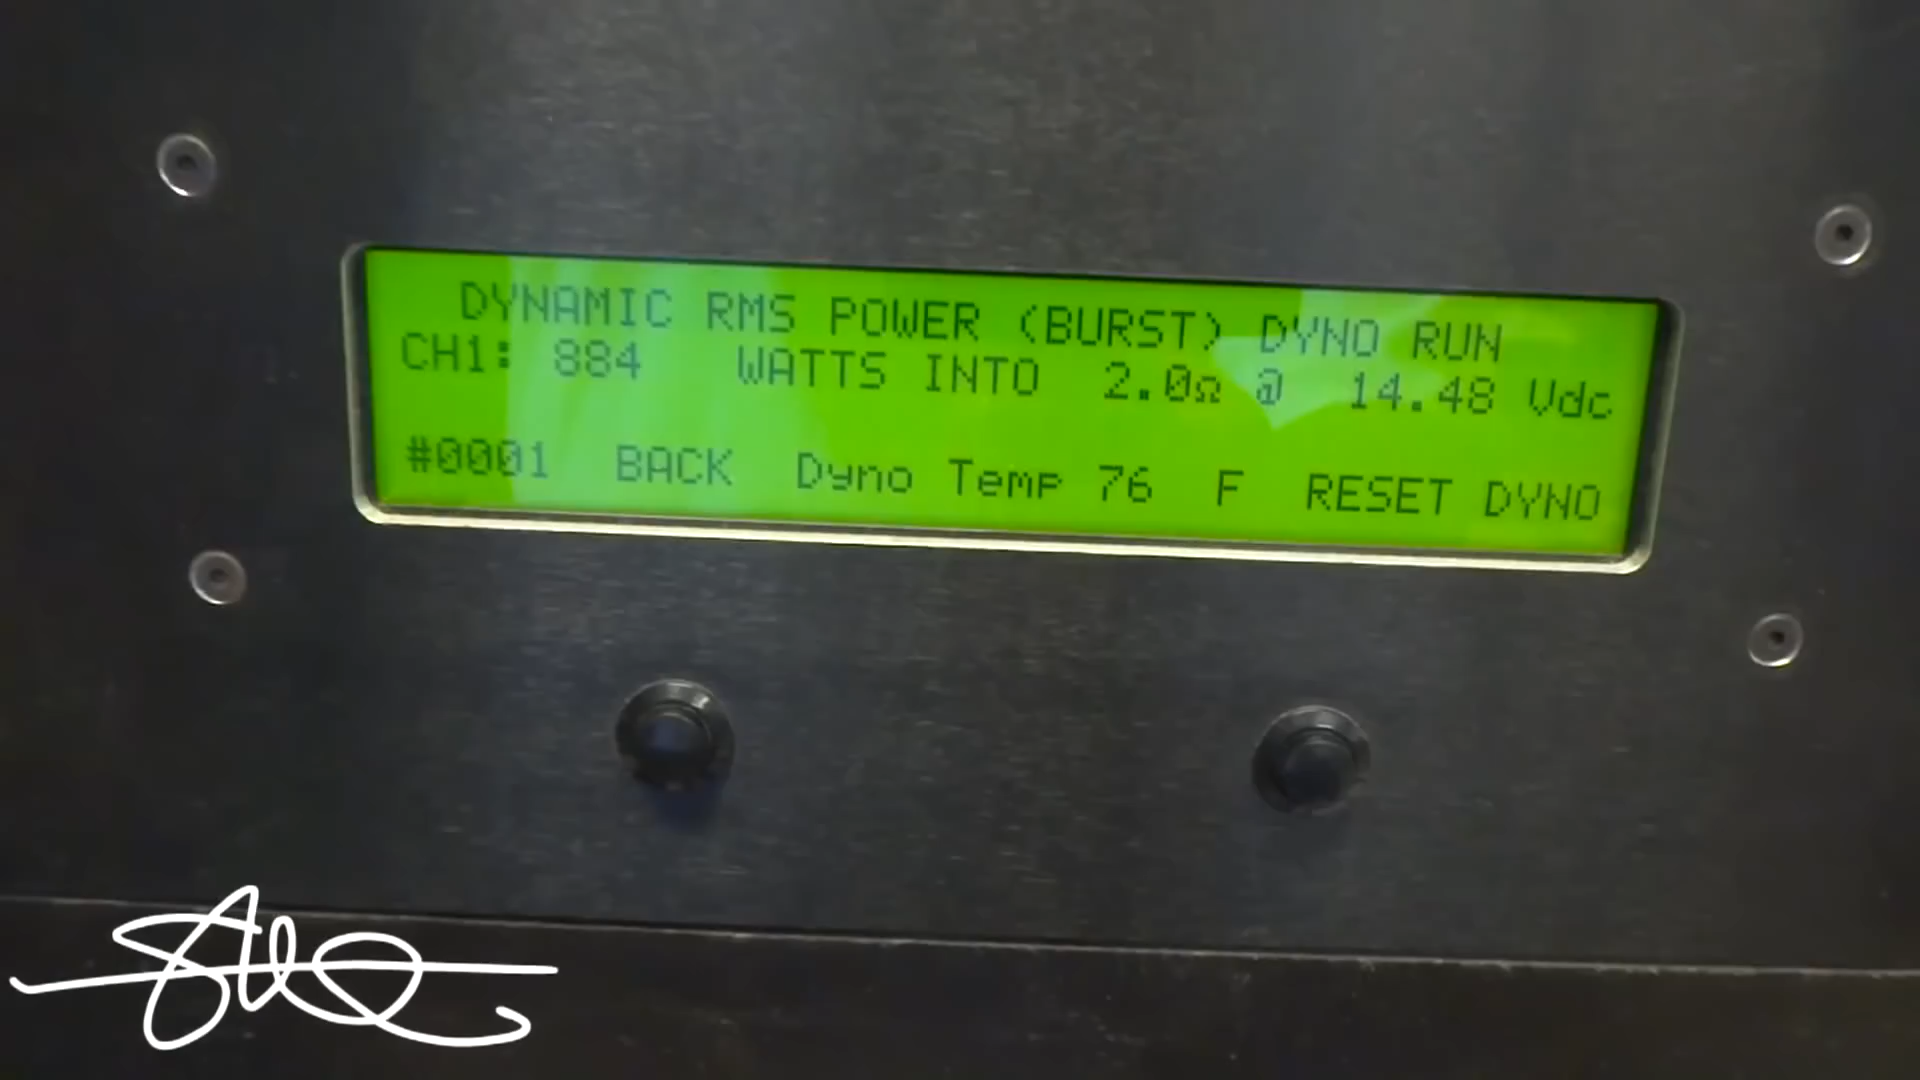 DYNAMIC RMS POWER (BURST) DYNO RUN
CH1: 884 WATTS INTO 2.0Ω @ 14.48 Vdc
#0001 BACK Dyno Temp 76 F RESET DYNO